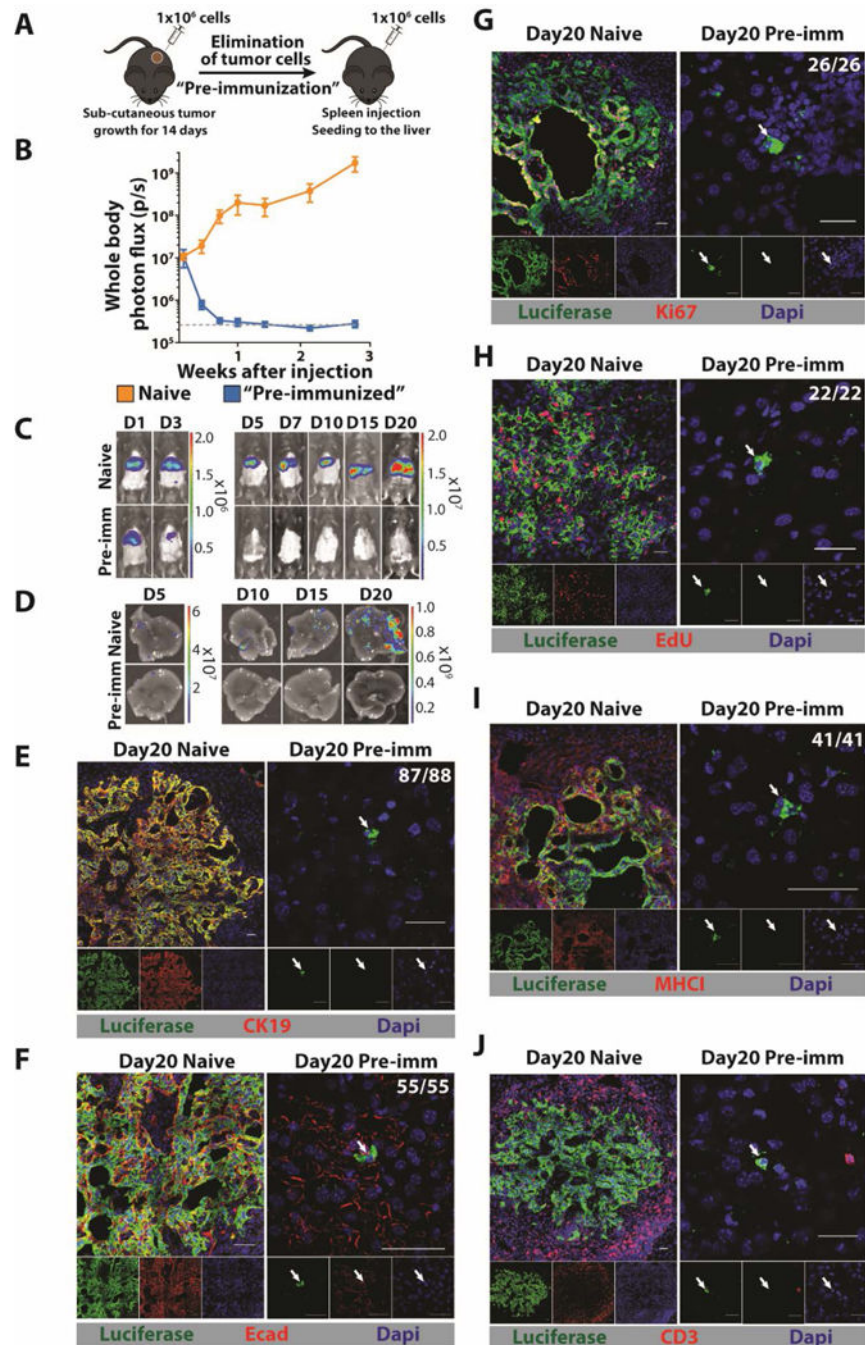 A
1x10⁶ cells
1x10⁶ cells
Elimination
of tumor cells
"Pre-immunization"
Sub-cutaneous tumor
growth for 14 days
Spleen injection
Seeding to the liver
B
Whole body
photon flux (p/s)
10⁹
10⁸
10⁷
10⁶
10⁵
0
1
2
3
Weeks after injection
Naive
"Pre-immunized"
C
D1 D3 D5 D7 D10 D15 D20
Naive
Pre-imm
2.0
1.5
1.0
0.5
x10⁶
2.0
1.5
1.0
0.5
x10⁷
D
D5 D10 D15 D20
Naive
Pre-imm
6
4
2
x10⁷
1.0
0.8
0.6
0.4
0.2
x10⁹
E
Day20 Naive Day20 Pre-imm
87/88
Luciferase CK19 Dapi
F
Day20 Naive Day20 Pre-imm
55/55
Luciferase Ecad Dapi
G
Day20 Naive Day20 Pre-imm
26/26
Luciferase Ki67 Dapi
H
Day20 Naive Day20 Pre-imm
22/22
Luciferase EdU Dapi
I
Day20 Naive Day20 Pre-imm
41/41
Luciferase MHCI Dapi
J
Day20 Naive Day20 Pre-imm
Luciferase CD3 Dapi